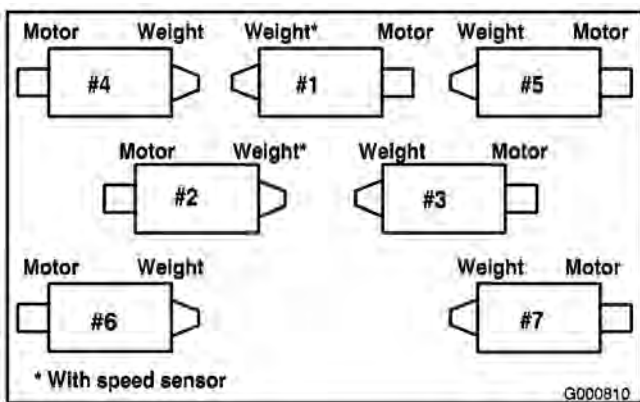 Motor Weight Weight* Motor Weight Motor
#4 #1 #5
Motor Weight* Weight Motor
#2 #3
Motor Weight Weight Motor
#6 #7
* With speed sensor
G000810